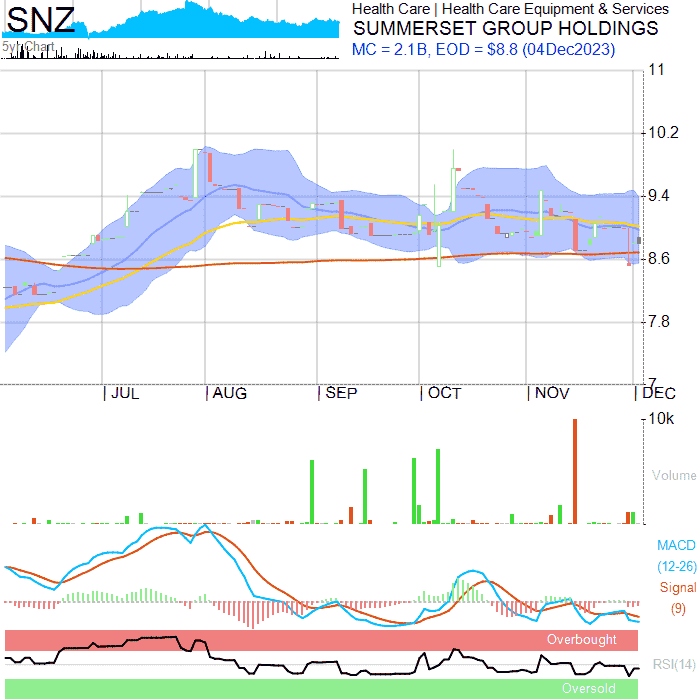 SNZ
5yr Chart
Health Care | Health Care Equipment & Services
SUMMERSET GROUP HOLDINGS
MC = 2.1B, EOD = $8.8 (04Dec2023)
11
10.2
9.4
8.6
7.8
7
JUL AUG SEP OCT NOV DEC
10k
Volume
MACD
(12-26)
Signal
(9)
Overbought
RSI(14)
Oversold